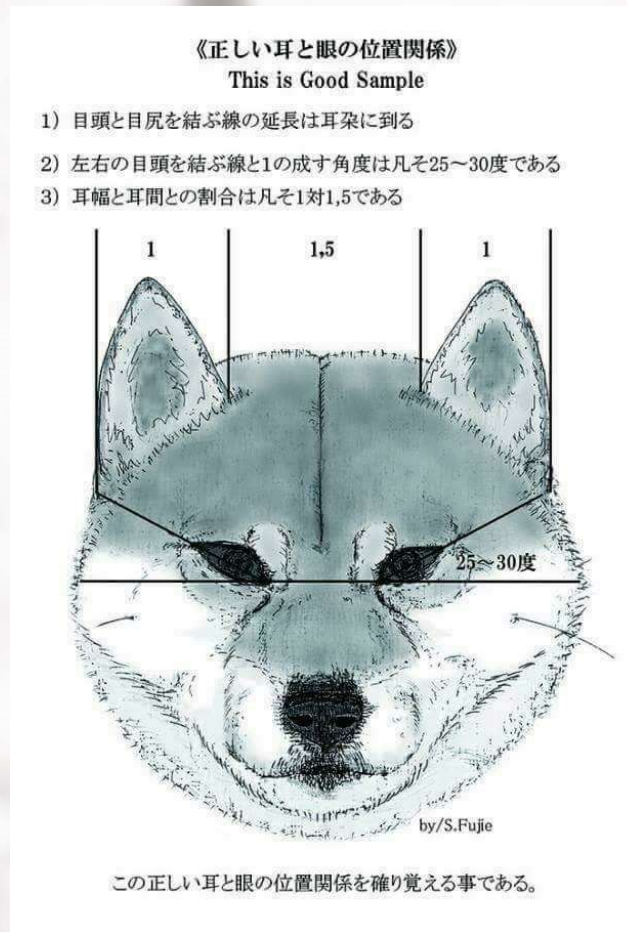 《正しい耳と眼の位置関係》
This is Good Sample
1）目頭と目尻を結ぶ線の延長は耳朶に到る
2）左右の目頭を結ぶ線と1の成す角度は凡そ25～30度である
3）耳幅と耳間との割合は凡そ1対1,5である
1 1,5 1
25～30度
by/S.Fujie
この正しい耳と眼の位置関係を確り覚える事である。